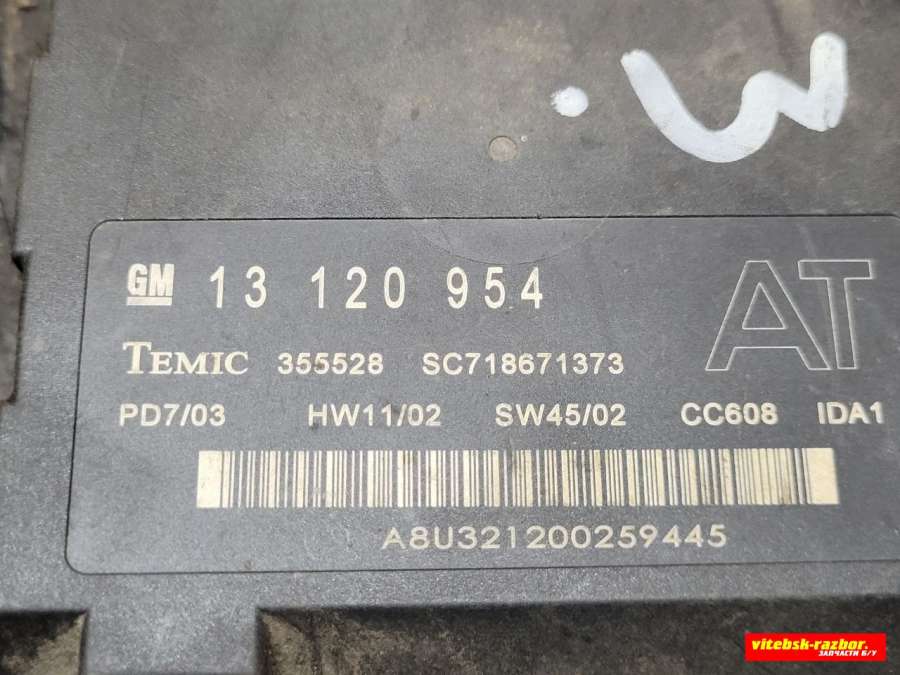 GM 13 120 954
AT
TEMIC 355528 SC718671373
PD7/03 HW11/02 SW45/02 CC608 IDA1
A8U321200259445
vitebsk-razbor.
ЗАПЧАСТИ Б/У